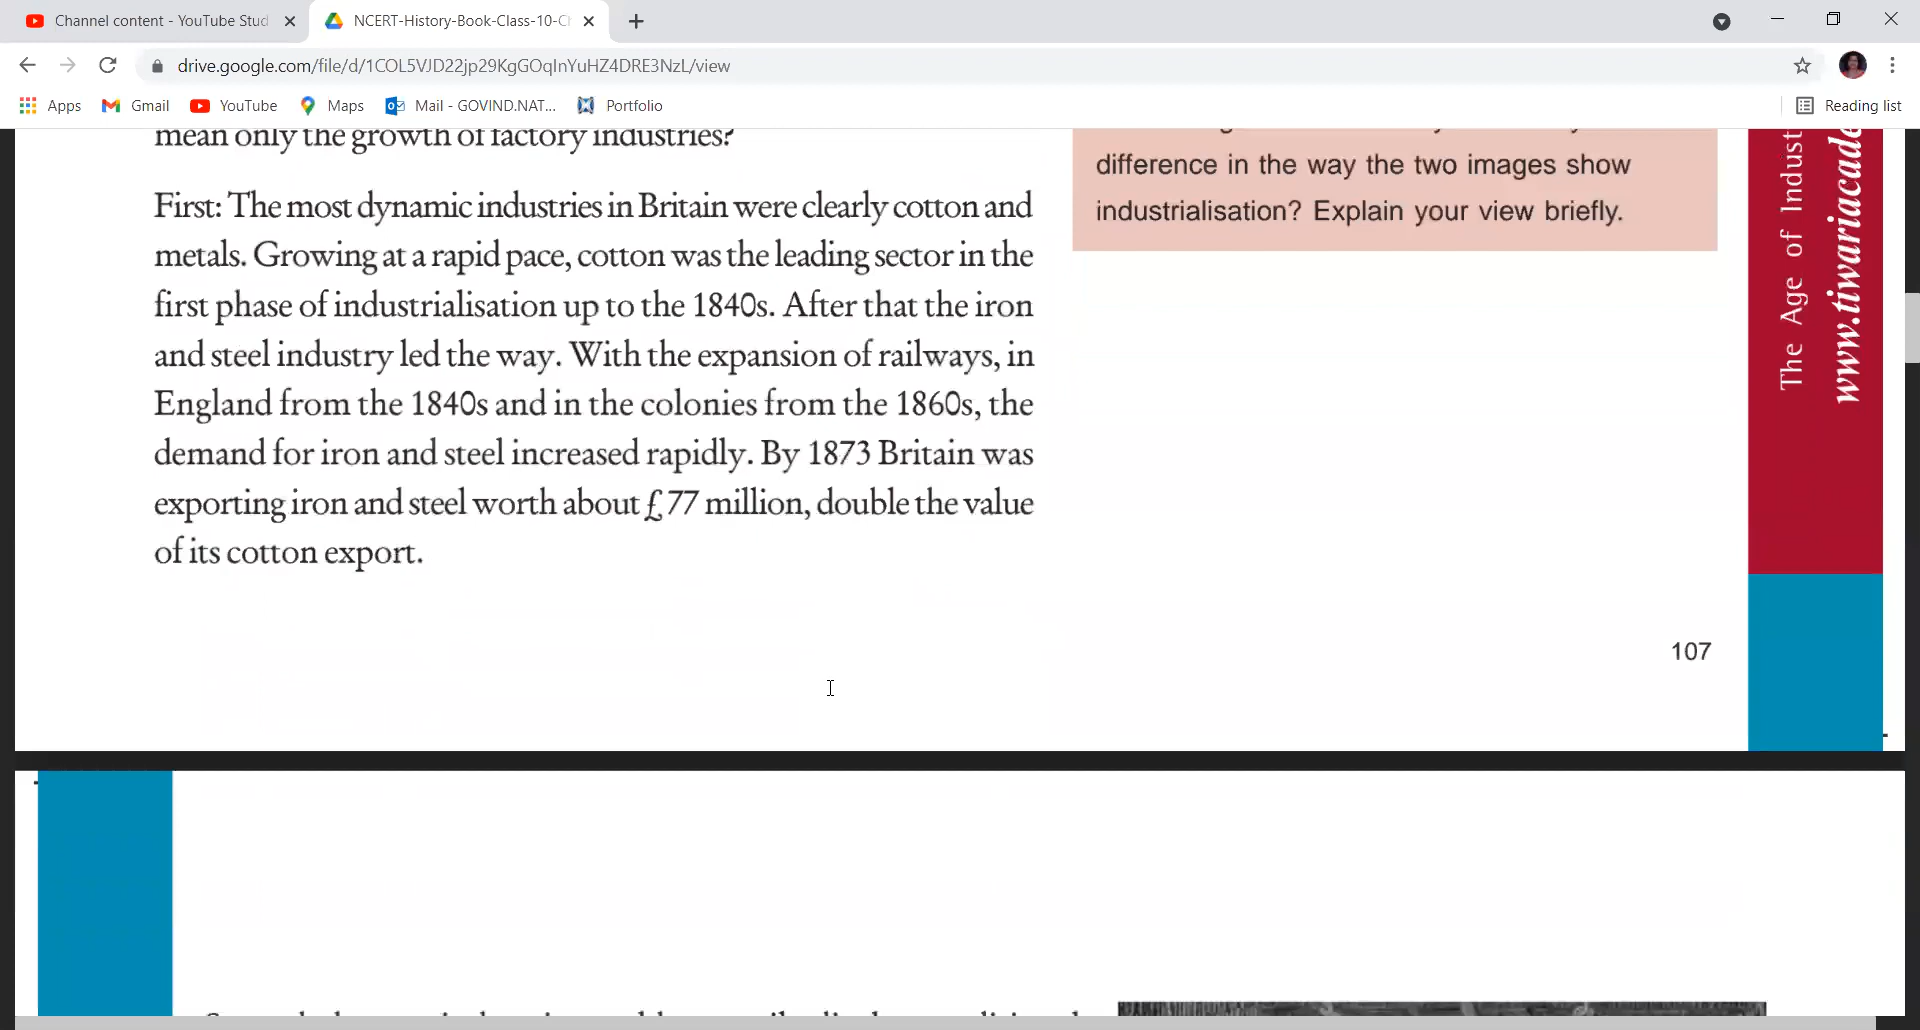 Channel content - YouTube Stud
NCERT-History-Book-Class-10-Ch
drive.google.com/file/d/1COL5VJD22jp29KgGOqInYuHZ4DRE3NzL/view
Apps
Gmail
YouTube
Maps
Mail - GOVIND.NAT...
Portfolio
Reading list
mean only the growth of factory industries?
First: The most dynamic industries in Britain were clearly cotton and
metals. Growing at a rapid pace, cotton was the leading sector in the
first phase of industrialisation up to the 1840s. After that the iron
and steel industry led the way. With the expansion of railways, in
England from the 1840s and in the colonies from the 1860s, the
demand for iron and steel increased rapidly. By 1873 Britain was
exporting iron and steel worth about £77 million, double the value
of its cotton export.
difference in the way the two images show
industrialisation? Explain your view briefly.
The Age of Indust
www.tiwariacade
107